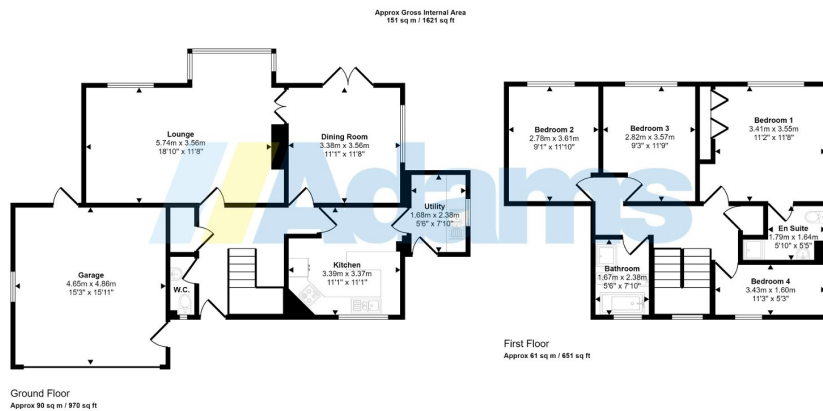 Approx Gross Internal Area
151 sq m / 1621 sq ft
Lounge
5.74m x 3.56m
18'10" x 11'8"
Dining Room
3.38m x 3.56m
11'1" x 11'8"
Utility
1.68m x 2.38m
5'6" x 7'10"
Garage
4.65m x 4.86m
15'3" x 15'11"
W.C.
Kitchen
3.39m x 3.37m
11'1" x 11'1"
Ground Floor
Approx 90 sq m / 970 sq ft
Bedroom 2
2.78m x 3.61m
9'1" x 11'10"
Bedroom 3
2.82m x 3.57m
9'3" x 11'9"
Bedroom 1
3.41m x 3.55m
11'2" x 11'8"
En Suite
1.79m x 1.64m
5'10" x 5'5"
Bathroom
1.67m x 2.38m
5'6" x 7'10"
Bedroom 4
3.43m x 1.60m
11'3" x 5'3"
First Floor
Approx 61 sq m / 651 sq ft
Adams